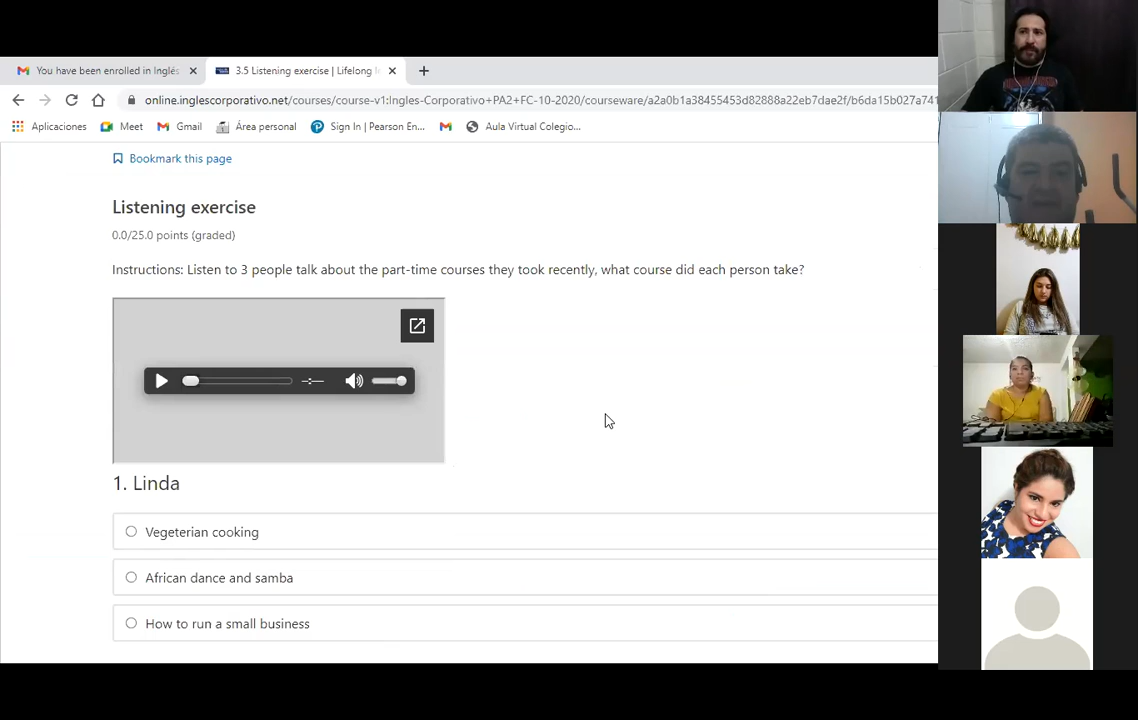 You have been enrolled in Inglés
3.5 Listening exercise | Lifelong l
online.inglescorporativo.net/courses/course-v1:Ingles-Corporativo+PA2+FC-10-2020/courseware/a2a0b1a38455453d82888a22eb7dae2f/b6da15b027a741
Aplicaciones
Meet
Gmail
Área personal
Sign In | Pearson En...
Aula Virtual Colegio...
Bookmark this page
Listening exercise
0.0/25.0 points (graded)
Instructions: Listen to 3 people talk about the part-time courses they took recently, what course did each person take?
1. Linda
Vegeterian cooking
African dance and samba
How to run a small business